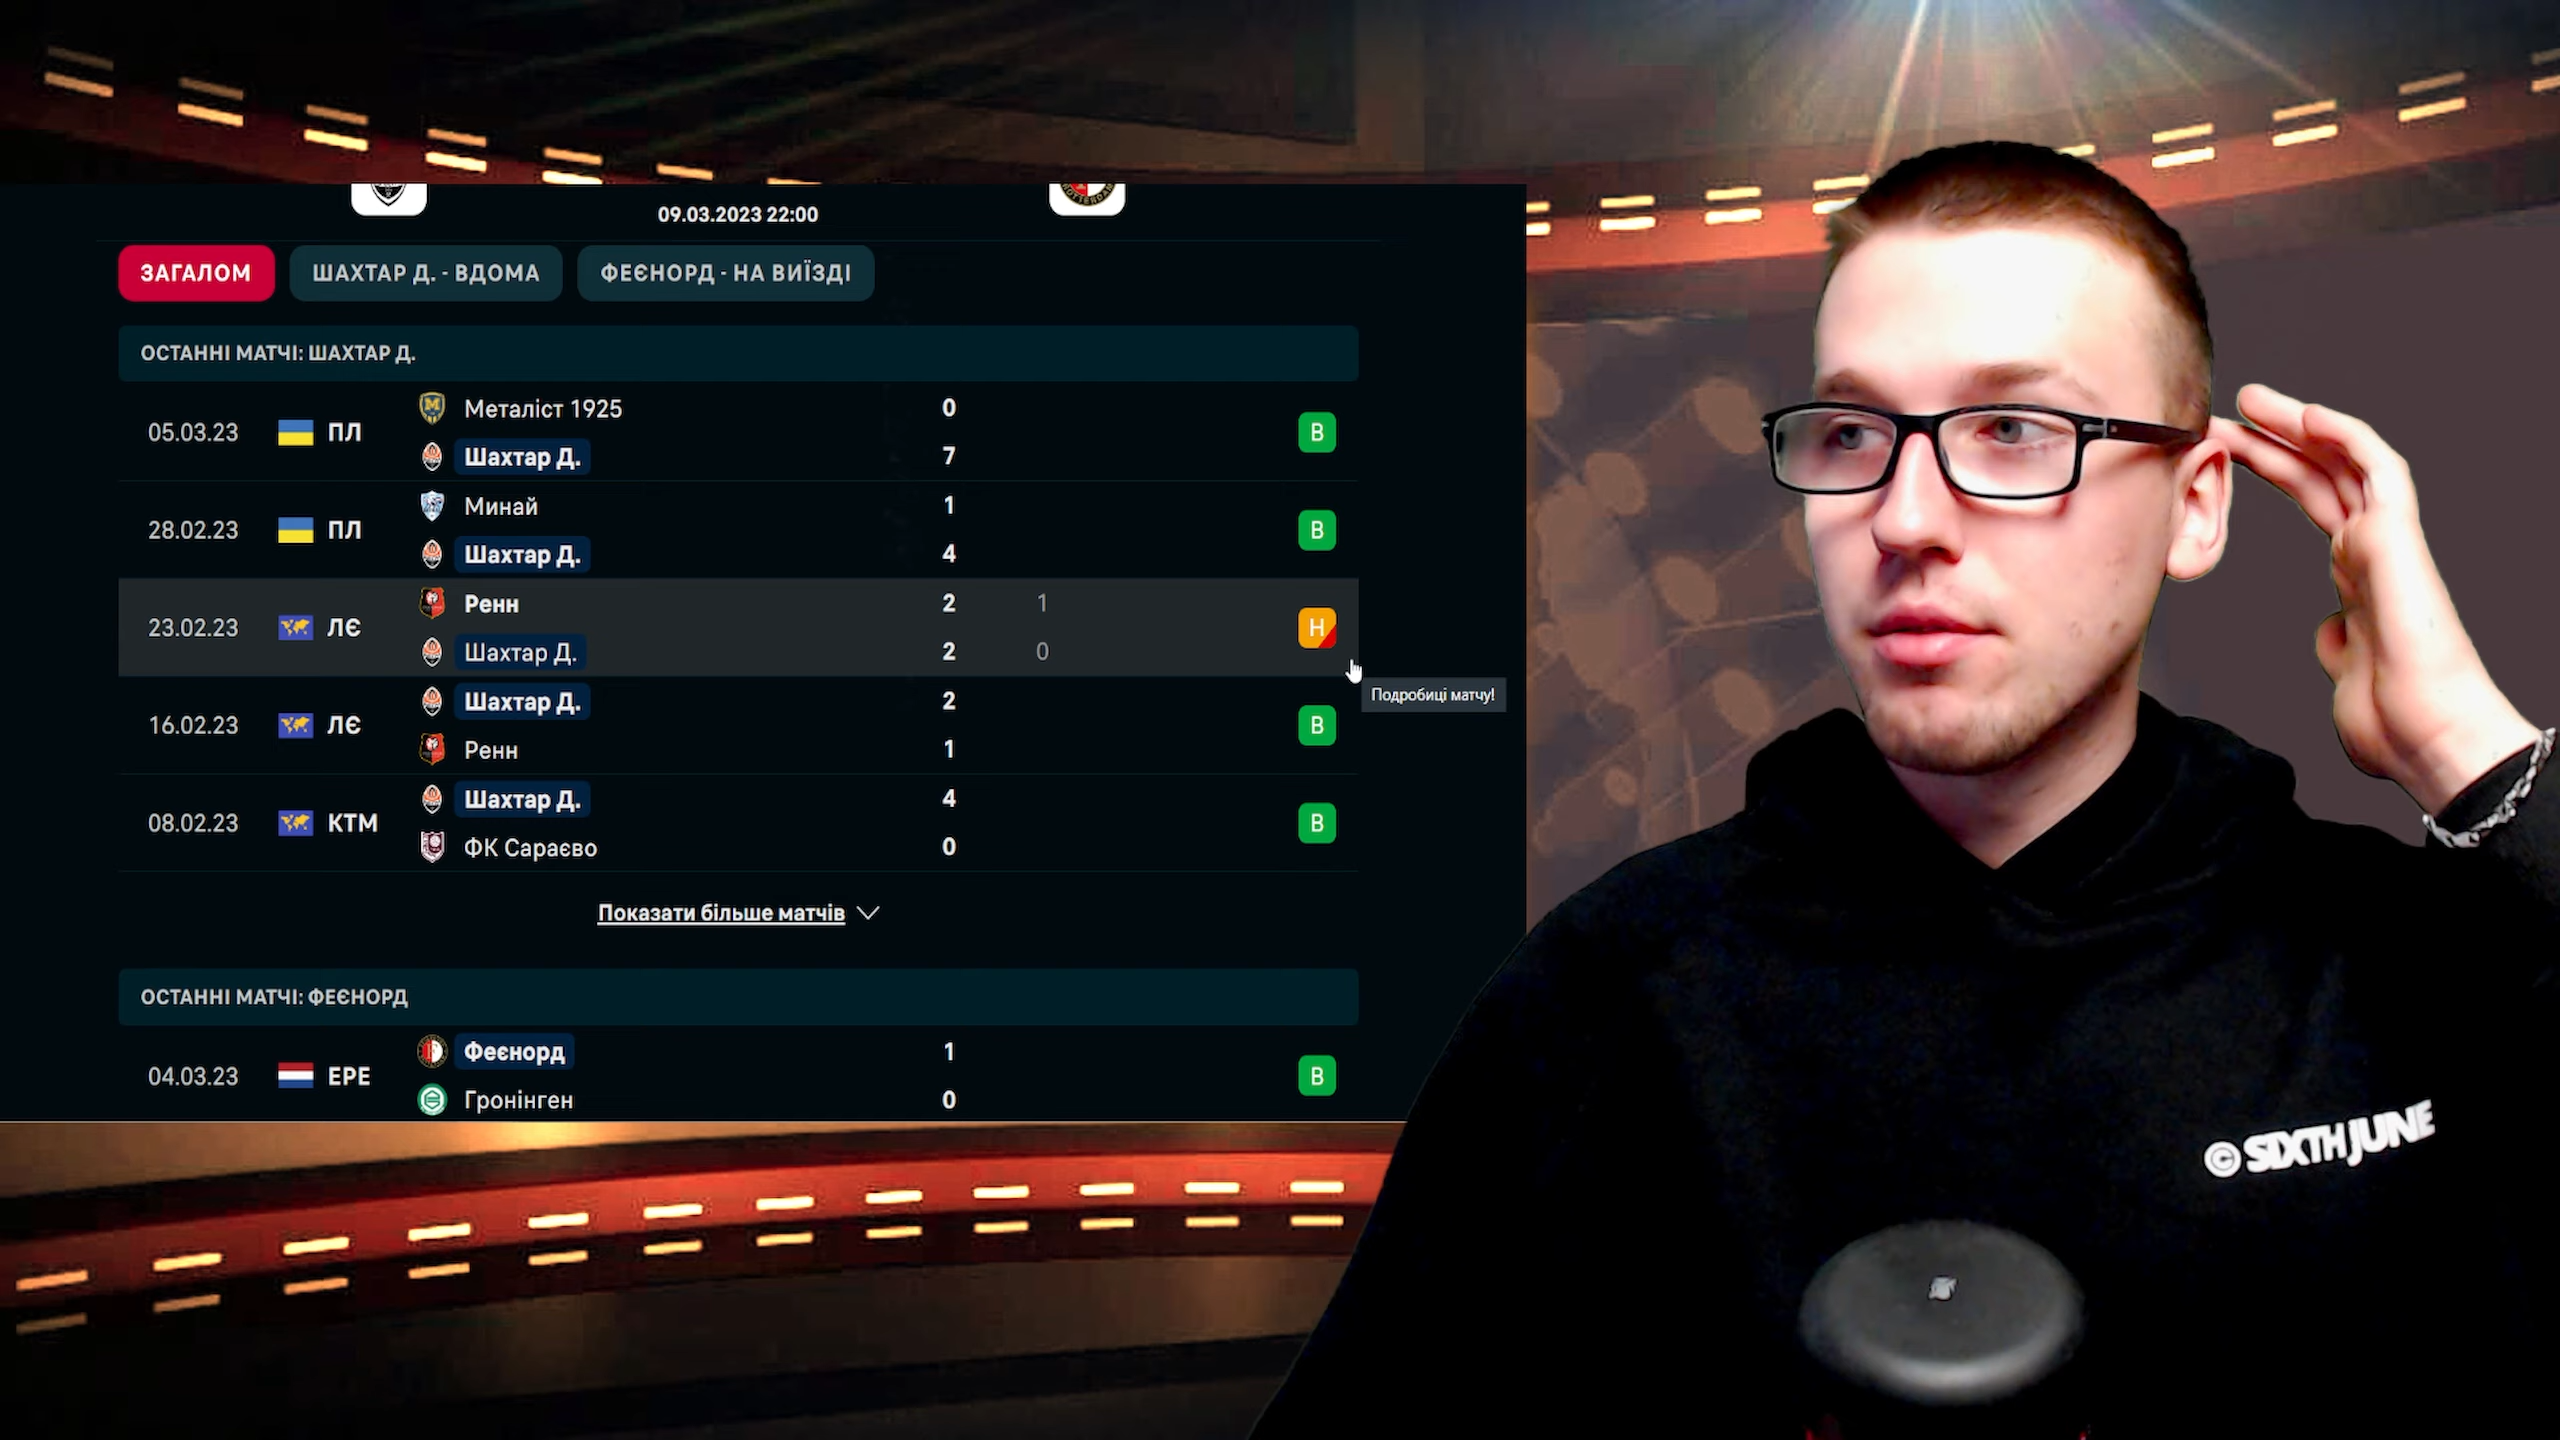 09.03.2023 22:00
ЗАГАЛОМ
ШАХТАР Д. - ВДОМА
ФЕЄНОРД - НА ВИЇЗДІ
ОСТАННІ МАТЧІ: ШАХТАР Д.
05.03.23 ПЛ Металіст 1925 0
Шахтар Д. 7 В
28.02.23 ПЛ Минай 1
Шахтар Д. 4 В
23.02.23 ЛЄ Ренн 2 1
Шахтар Д. 2 0 Н
Подробиці матчу!
16.02.23 ЛЄ Шахтар Д. 2
Ренн 1 В
08.02.23 КТМ Шахтар Д. 4
ФК Сараєво 0 В
Показати більше матчів
ОСТАННІ МАТЧІ: ФЕЄНОРД
04.03.23 ЕРЕ Феєнорд 1
Гронінген 0 В
© SIXTH JUNE